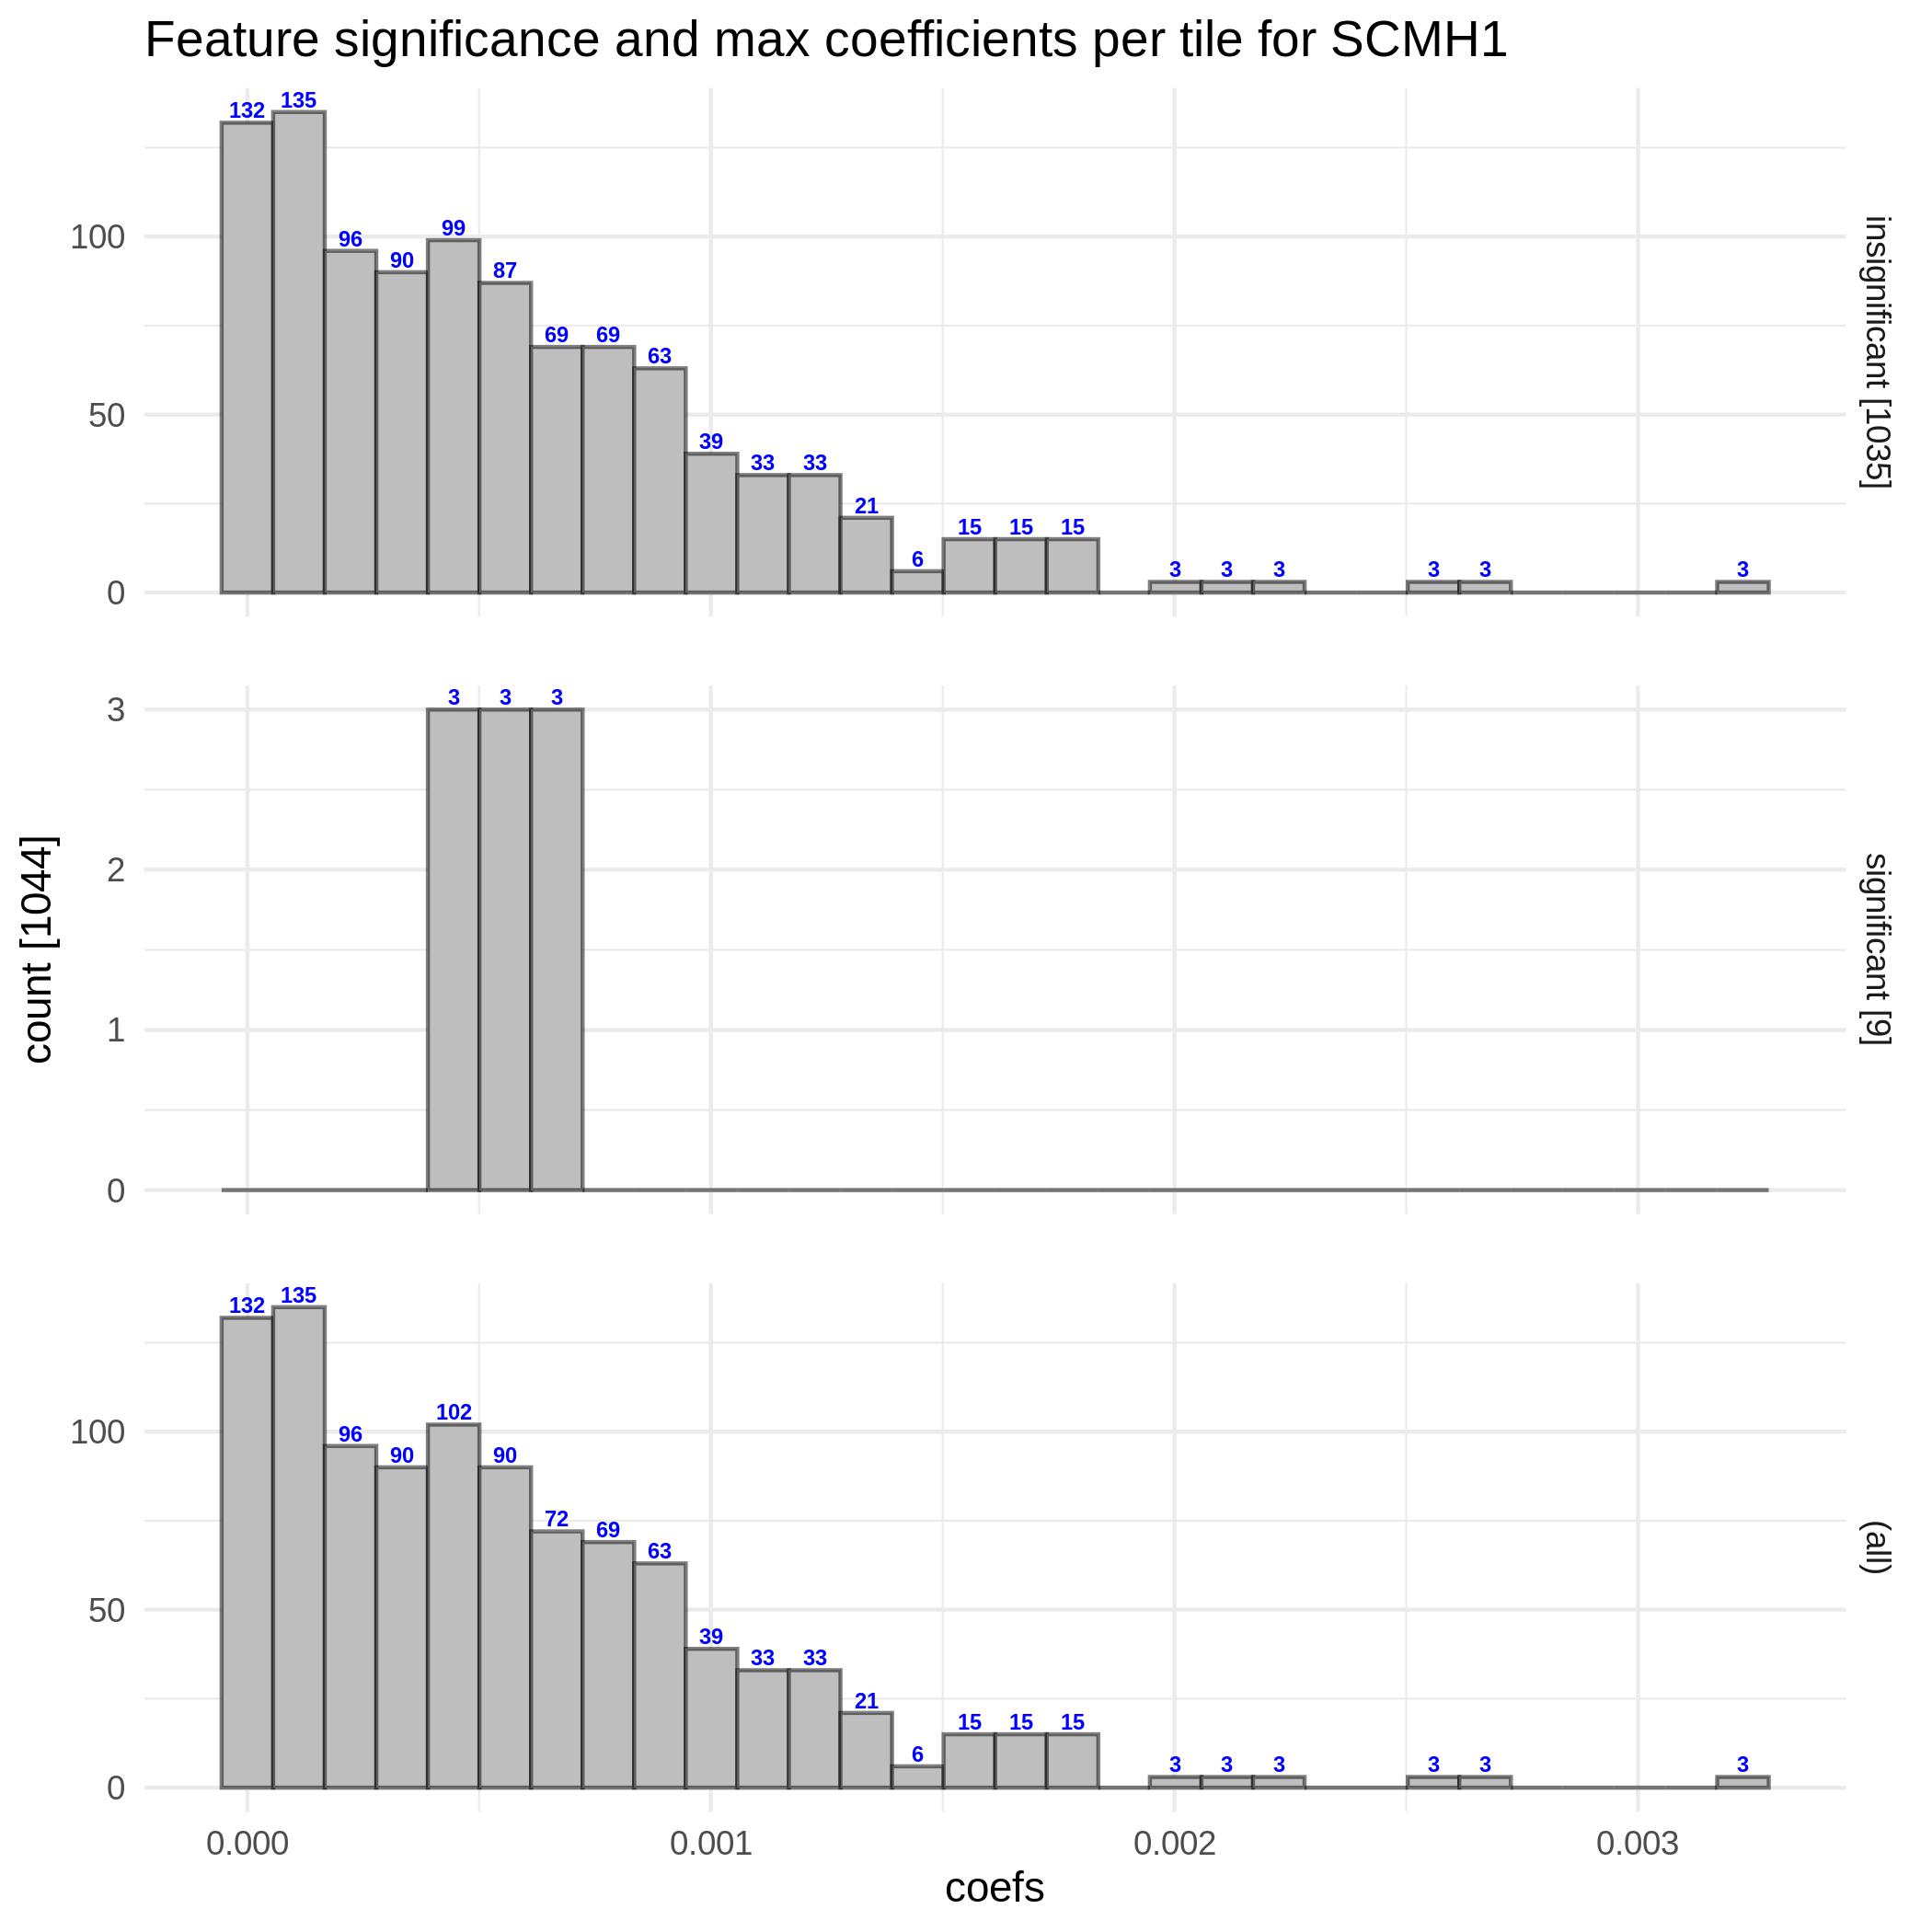 Feature significance and max coefficients per tile for SCMH1
132 135 96 90 99 87 69 69 63 39 33 33 21 6 15 15 15 3 3 3 3 3 3
100
50
0
insignificant [1035]
3 3 3
3
2
1
0
significant [9]
count [1044]
132 135 96 90 102 90 72 69 63 39 33 33 21 6 15 15 15 3 3 3 3 3 3
100
50
0
(all)
0.000 0.001 0.002 0.003
coefs